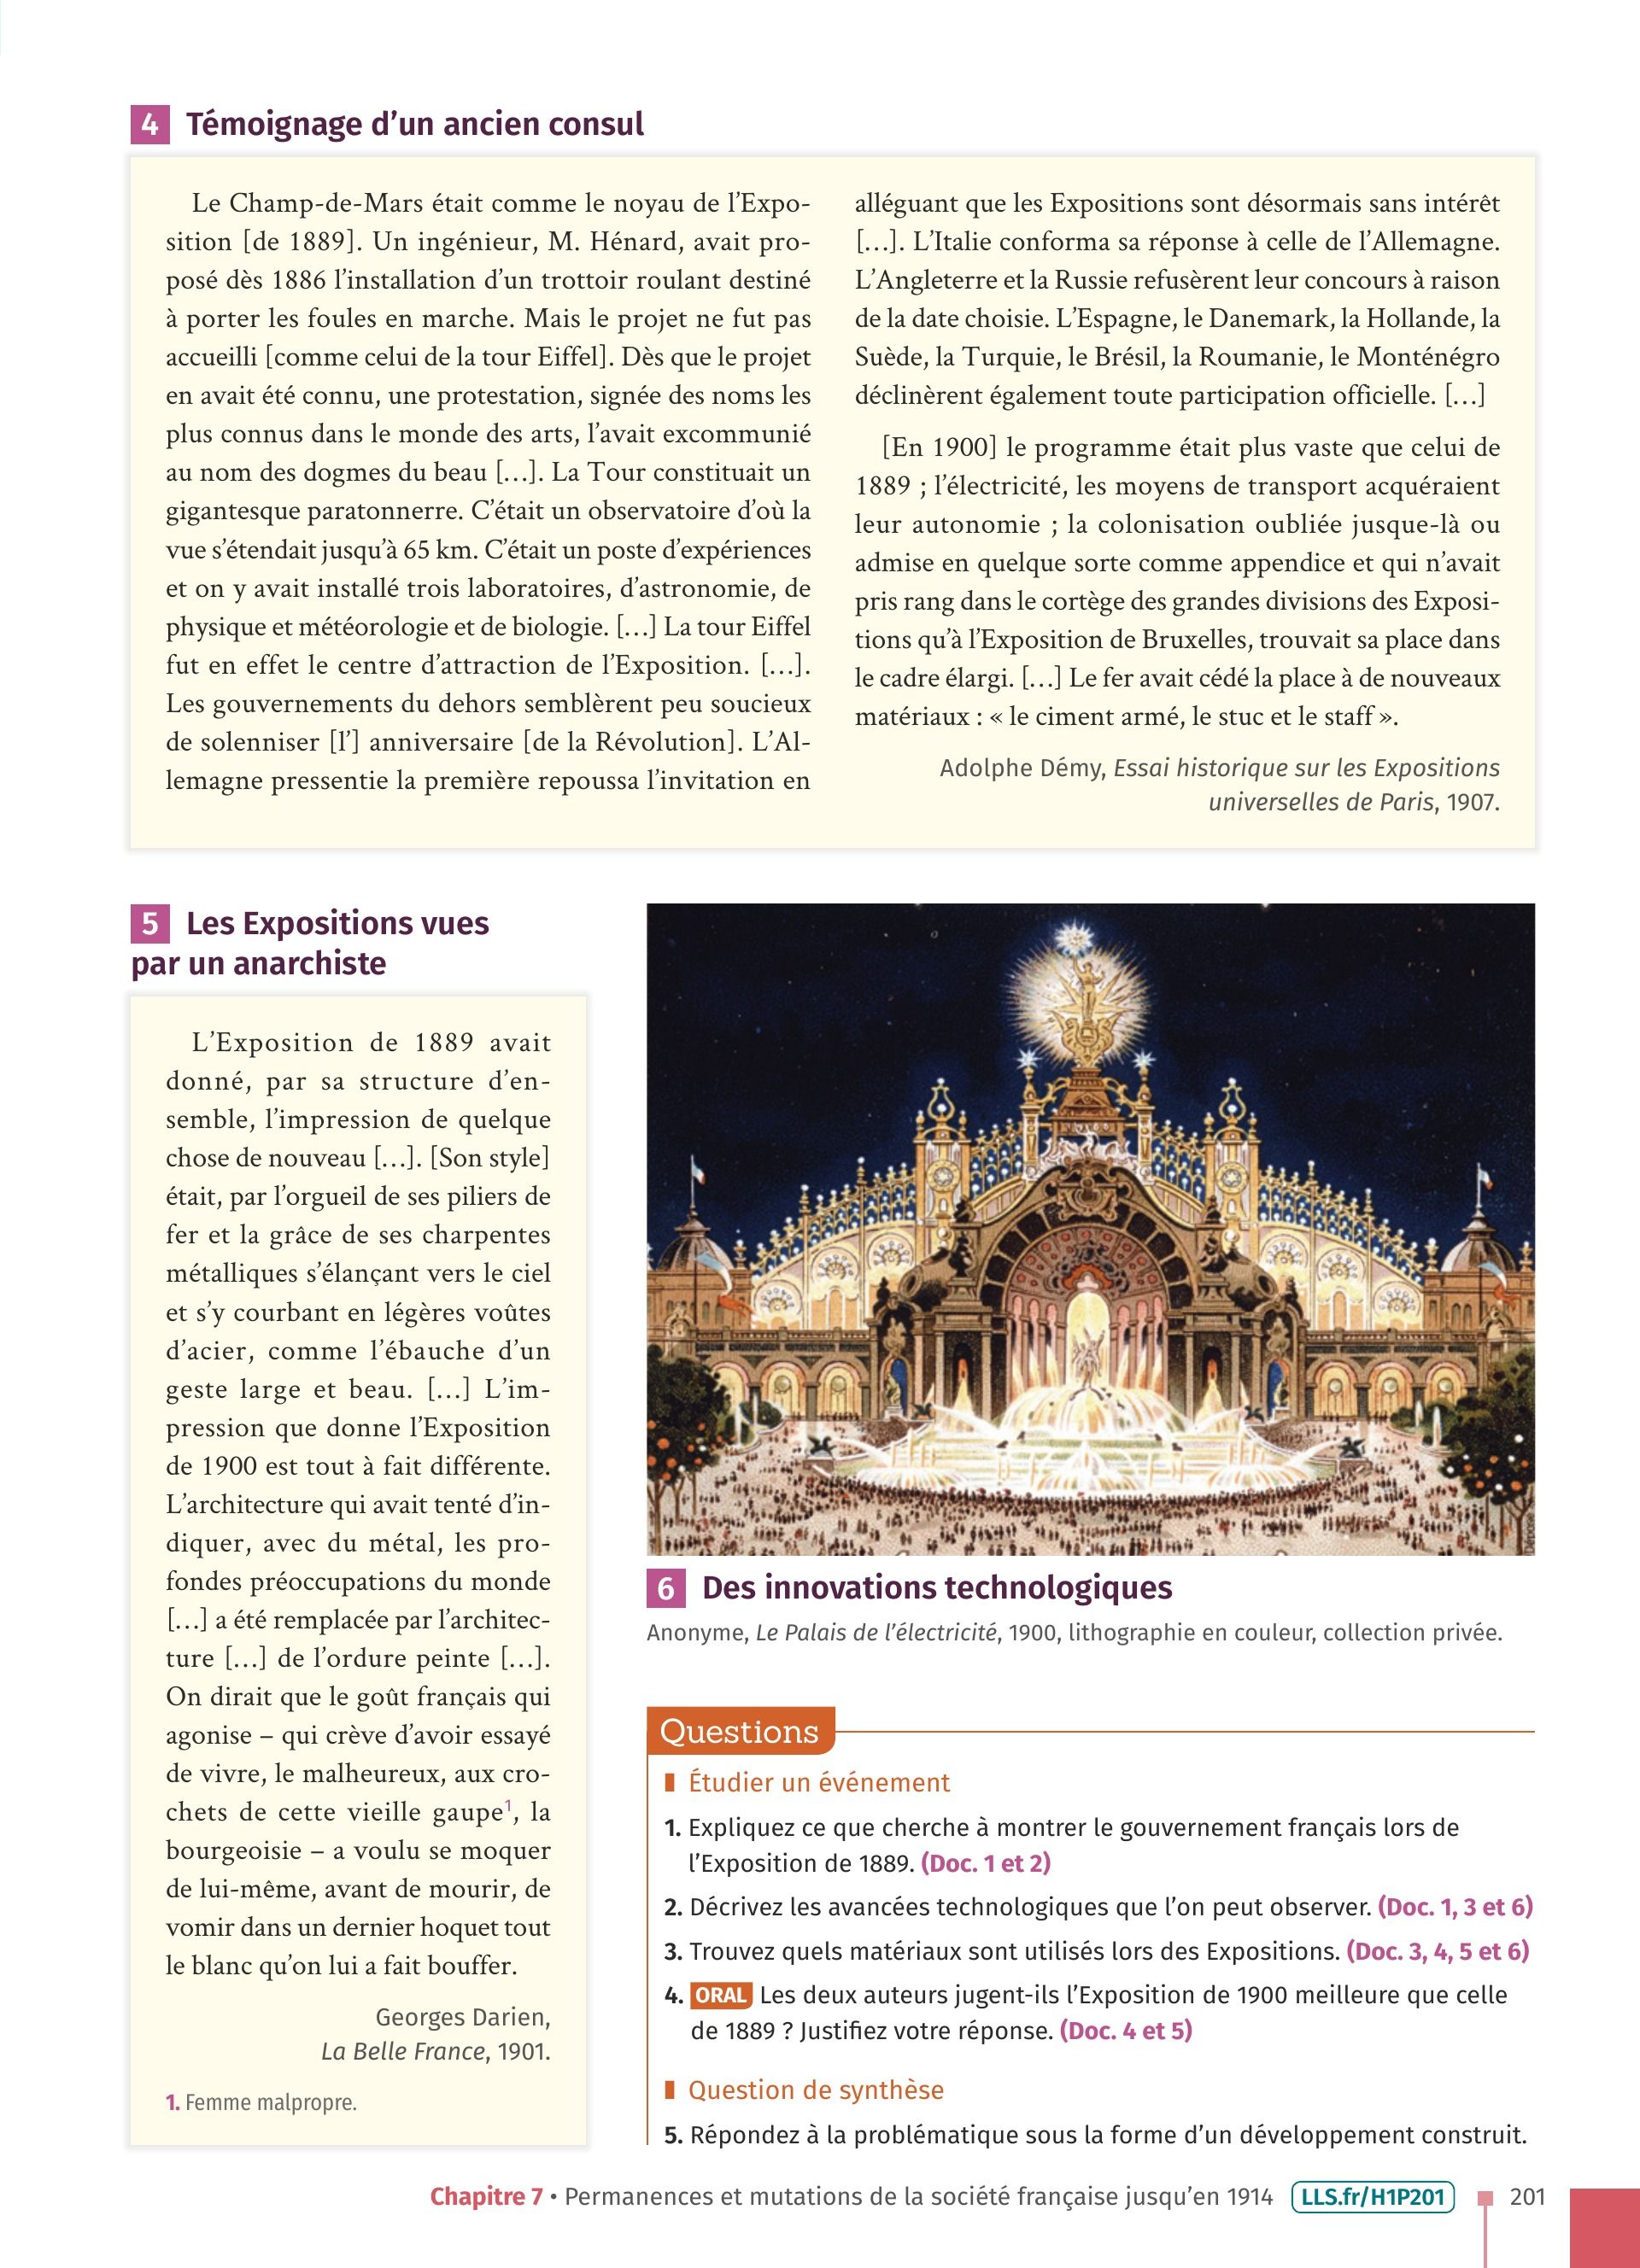 4 Témoignage d’un ancien consul
Le Champ-de-Mars était comme le noyau de l’Expo-
sition [de 1889]. Un ingénieur, M. Hénard, avait pro-
posé dès 1886 l’installation d’un trottoir roulant destiné
à porter les foules en marche. Mais le projet ne fut pas
accueilli [comme celui de la tour Eiffel]. Dès que le projet
en avait été connu, une protestation, signée des noms les
plus connus dans le monde des arts, l’avait excommunié
au nom des dogmes du beau […]. La Tour constituait un
gigantesque paratonnerre. C’était un observatoire d’où la
vue s’étendait jusqu’à 65 km. C’était un poste d’expériences
et on y avait installé trois laboratoires, d’astronomie, de
physique et météorologie et de biologie. […] La tour Eiffel
fut en effet le centre d’attraction de l’Exposition. […].
Les gouvernements du dehors semblèrent peu soucieux
de solenniser [l’] anniversaire [de la Révolution]. L’Al-
lemagne pressentie la première repoussa l’invitation en
alléguant que les Expositions sont désormais sans intérêt
[…]. L’Italie conforma sa réponse à celle de l’Allemagne.
L’Angleterre et la Russie refusèrent leur concours à raison
de la date choisie. L’Espagne, le Danemark, la Hollande, la
Suède, la Turquie, le Brésil, la Roumanie, le Monténégro
déclinèrent également toute participation officielle. […]
[En 1900] le programme était plus vaste que celui de
1889 ; l’électricité, les moyens de transport acquéraient
leur autonomie ; la colonisation oubliée jusque-là ou
admise en quelque sorte comme appendice et qui n’avait
pris rang dans le cortège des grandes divisions des Exposi-
tions qu’à l’Exposition de Bruxelles, trouvait sa place dans
le cadre élargi. […] Le fer avait cédé la place à de nouveaux
matériaux : « le ciment armé, le stuc et le staff ».
Adolphe Démy, Essai historique sur les Expositions
universelles de Paris, 1907.
5 Les Expositions vues
par un anarchiste
L’Exposition de 1889 avait
donné, par sa structure d’en-
semble, l’impression de quelque
chose de nouveau […]. [Son style]
était, par l’orgueil de ses piliers de
fer et la grâce de ses charpentes
métalliques s’élançant vers le ciel
et s’y courbant en légères voûtes
d’acier, comme l’ébauche d’un
geste large et beau. […] L’im-
pression que donne l’Exposition
de 1900 est tout à fait différente.
L’architecture qui avait tenté d’in-
diquer, avec du métal, les pro-
fondes préoccupations du monde
[…] a été remplacée par l’architec-
ture […] de l’ordure peinte […].
On dirait que le goût français qui
agonise – qui crève d’avoir essayé
de vivre, le malheureux, aux cro-
chets de cette vieille gaupe1, la
bourgeoisie – a voulu se moquer
de lui-même, avant de mourir, de
vomir dans un dernier hoquet tout
le blanc qu’on lui a fait bouffer.
Georges Darien,
La Belle France, 1901.
1. Femme malpropre.
6 Des innovations technologiques
Anonyme, Le Palais de l’électricité, 1900, lithographie en couleur, collection privée.
Questions
Étudier un événement
1. Expliquez ce que cherche à montrer le gouvernement français lors de
l’Exposition de 1889. (Doc. 1 et 2)
2. Décrivez les avancées technologiques que l’on peut observer. (Doc. 1, 3 et 6)
3. Trouvez quels matériaux sont utilisés lors des Expositions. (Doc. 3, 4, 5 et 6)
4. ORAL Les deux auteurs jugent-ils l’Exposition de 1900 meilleure que celle
de 1889 ? Justifiez votre réponse. (Doc. 4 et 5)
Question de synthèse
5. Répondez à la problématique sous la forme d’un développement construit.
Chapitre 7 • Permanences et mutations de la société française jusqu’en 1914 LLS.fr/H1P201 201